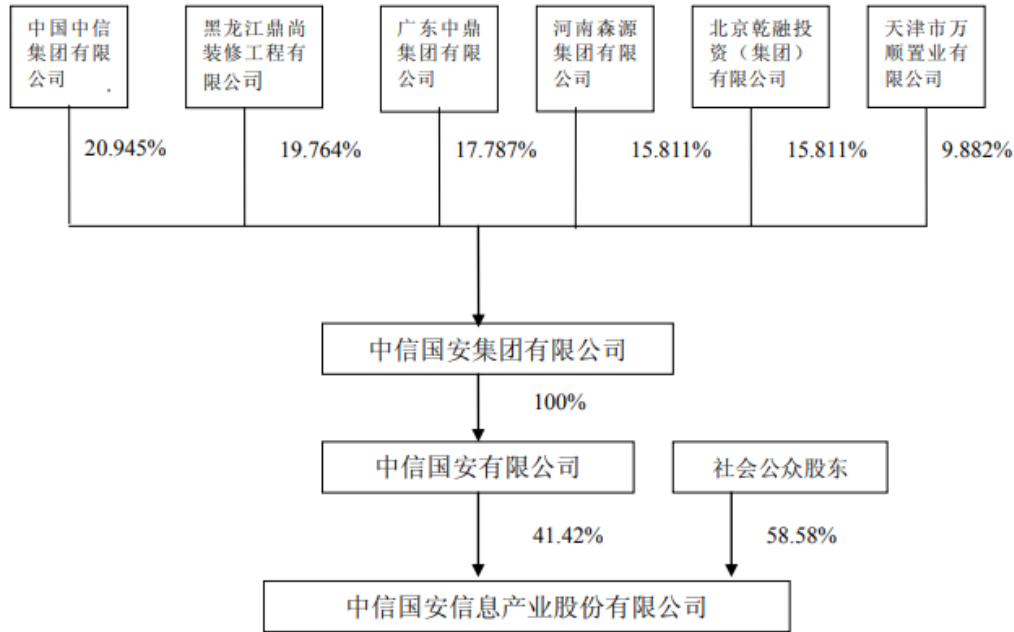 中国中信
集团有限
公司
黑龙江鼎尚
装修工程有
限公司
广东中鼎
集团有限
公司
河南森源
集团有限
公司
北京乾融投
资（集团）
有限公司
天津市万
顺置业有
限公司
20.945%
19.764%
17.787%
15.811%
15.811%
9.882%
中信国安集团有限公司
100%
中信国安有限公司
社会公众股东
41.42%
58.58%
中信国安信息产业股份有限公司